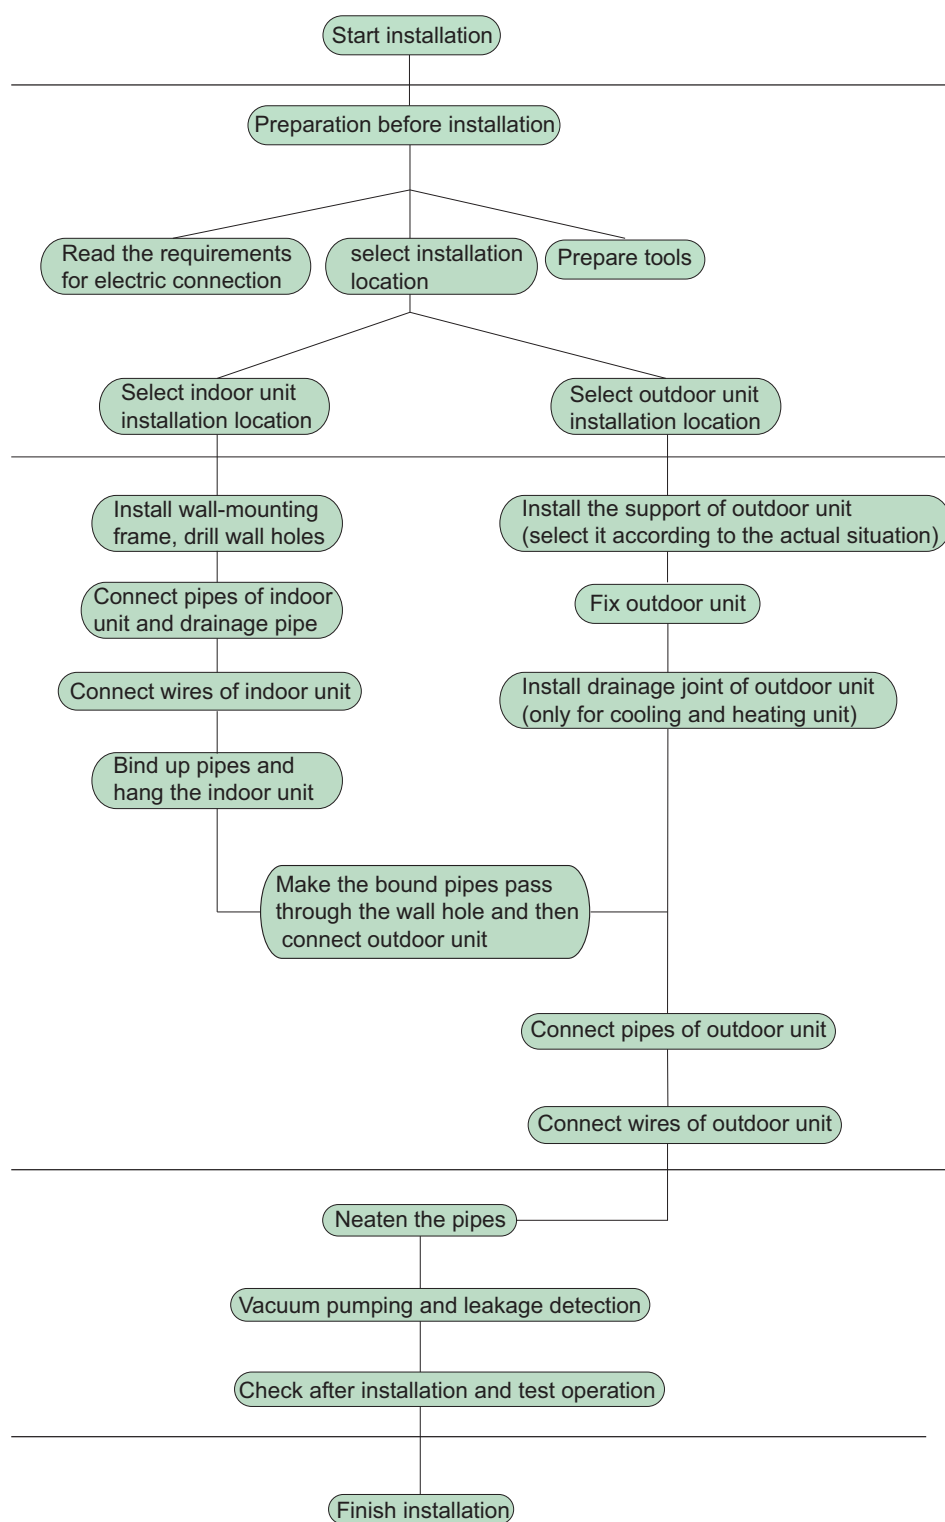 Start installation
Preparation before installation
Read the requirements
for electric connection
select installation
location
Prepare tools
Select indoor unit
installation location
Select outdoor unit
installation location
Install wall-mounting
frame, drill wall holes
Install the support of outdoor unit
(select it according to the actual situation)
Connect pipes of indoor
unit and drainage pipe
Fix outdoor unit
Connect wires of indoor unit
Install drainage joint of outdoor unit
(only for cooling and heating unit)
Bind up pipes and
hang the indoor unit
Make the bound pipes pass
through the wall hole and then
connect outdoor unit
Connect pipes of outdoor unit
Connect wires of outdoor unit
Neaten the pipes
Vacuum pumping and leakage detection
Check after installation and test operation
Finish installation